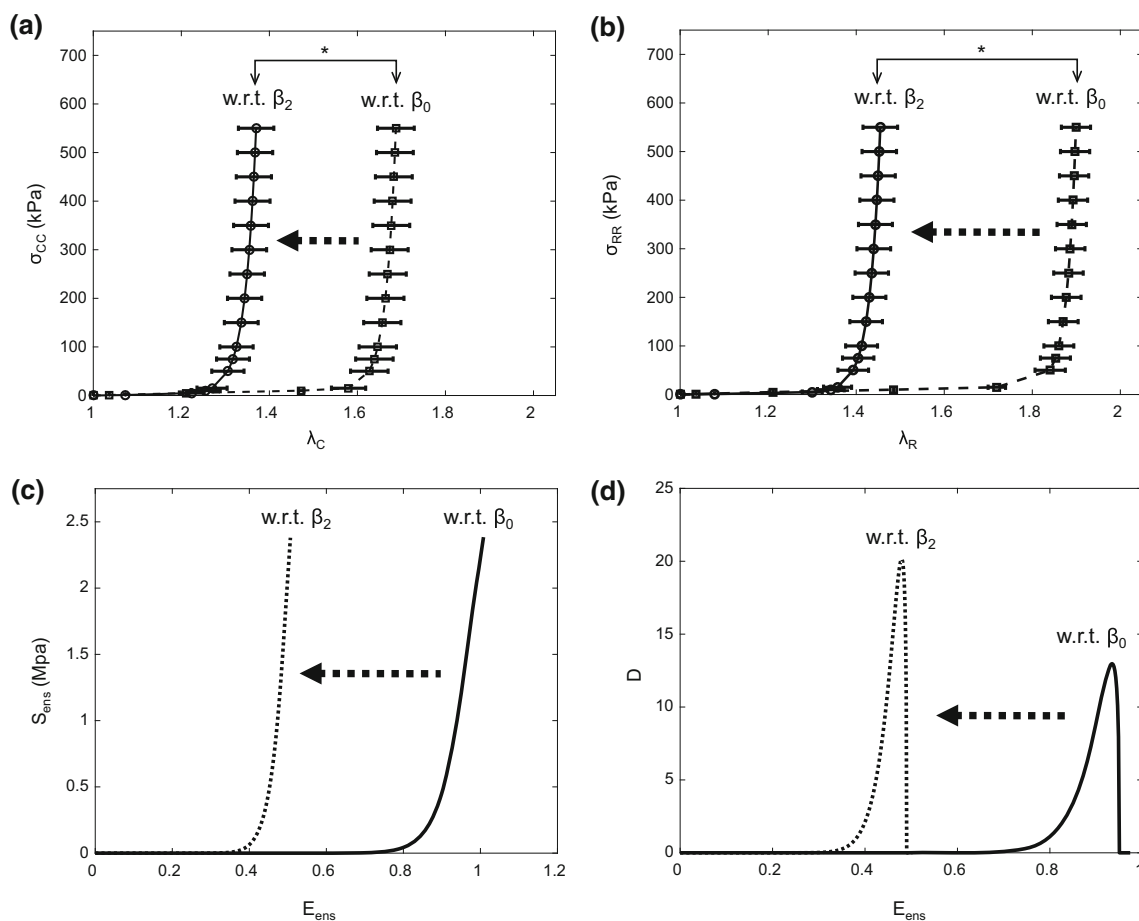 (a)
*
w.r.t. β2
w.r.t. β0
700
600
500
400
300
200
100
0
σCC (kPa)
1
1.2
1.4
1.6
1.8
2
λC
(b)
*
w.r.t. β2
w.r.t. β0
700
600
500
400
300
200
100
0
σRR (kPa)
1
1.2
1.4
1.6
1.8
2
λR
(c)
w.r.t. β2
w.r.t. β0
2.5
2
1.5
1
0.5
0
Sens (Mpa)
0
0.2
0.4
0.6
0.8
1
1.2
Eens
(d)
w.r.t. β2
w.r.t. β0
25
20
15
10
5
0
D
0
0.2
0.4
0.6
0.8
1
Eens